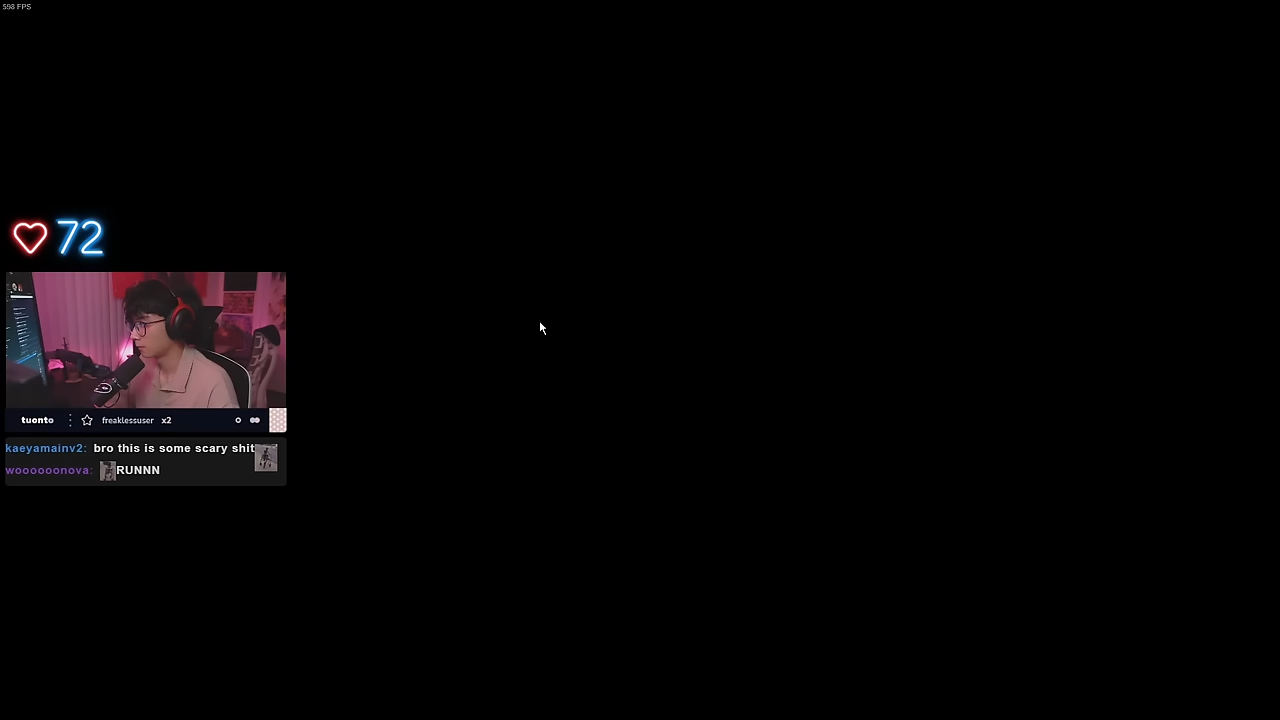 598 FPS
72
tuonto
freaklessuser x2
kaeyamainv2: bro this is some scary shit
woooooonova: RUNNN